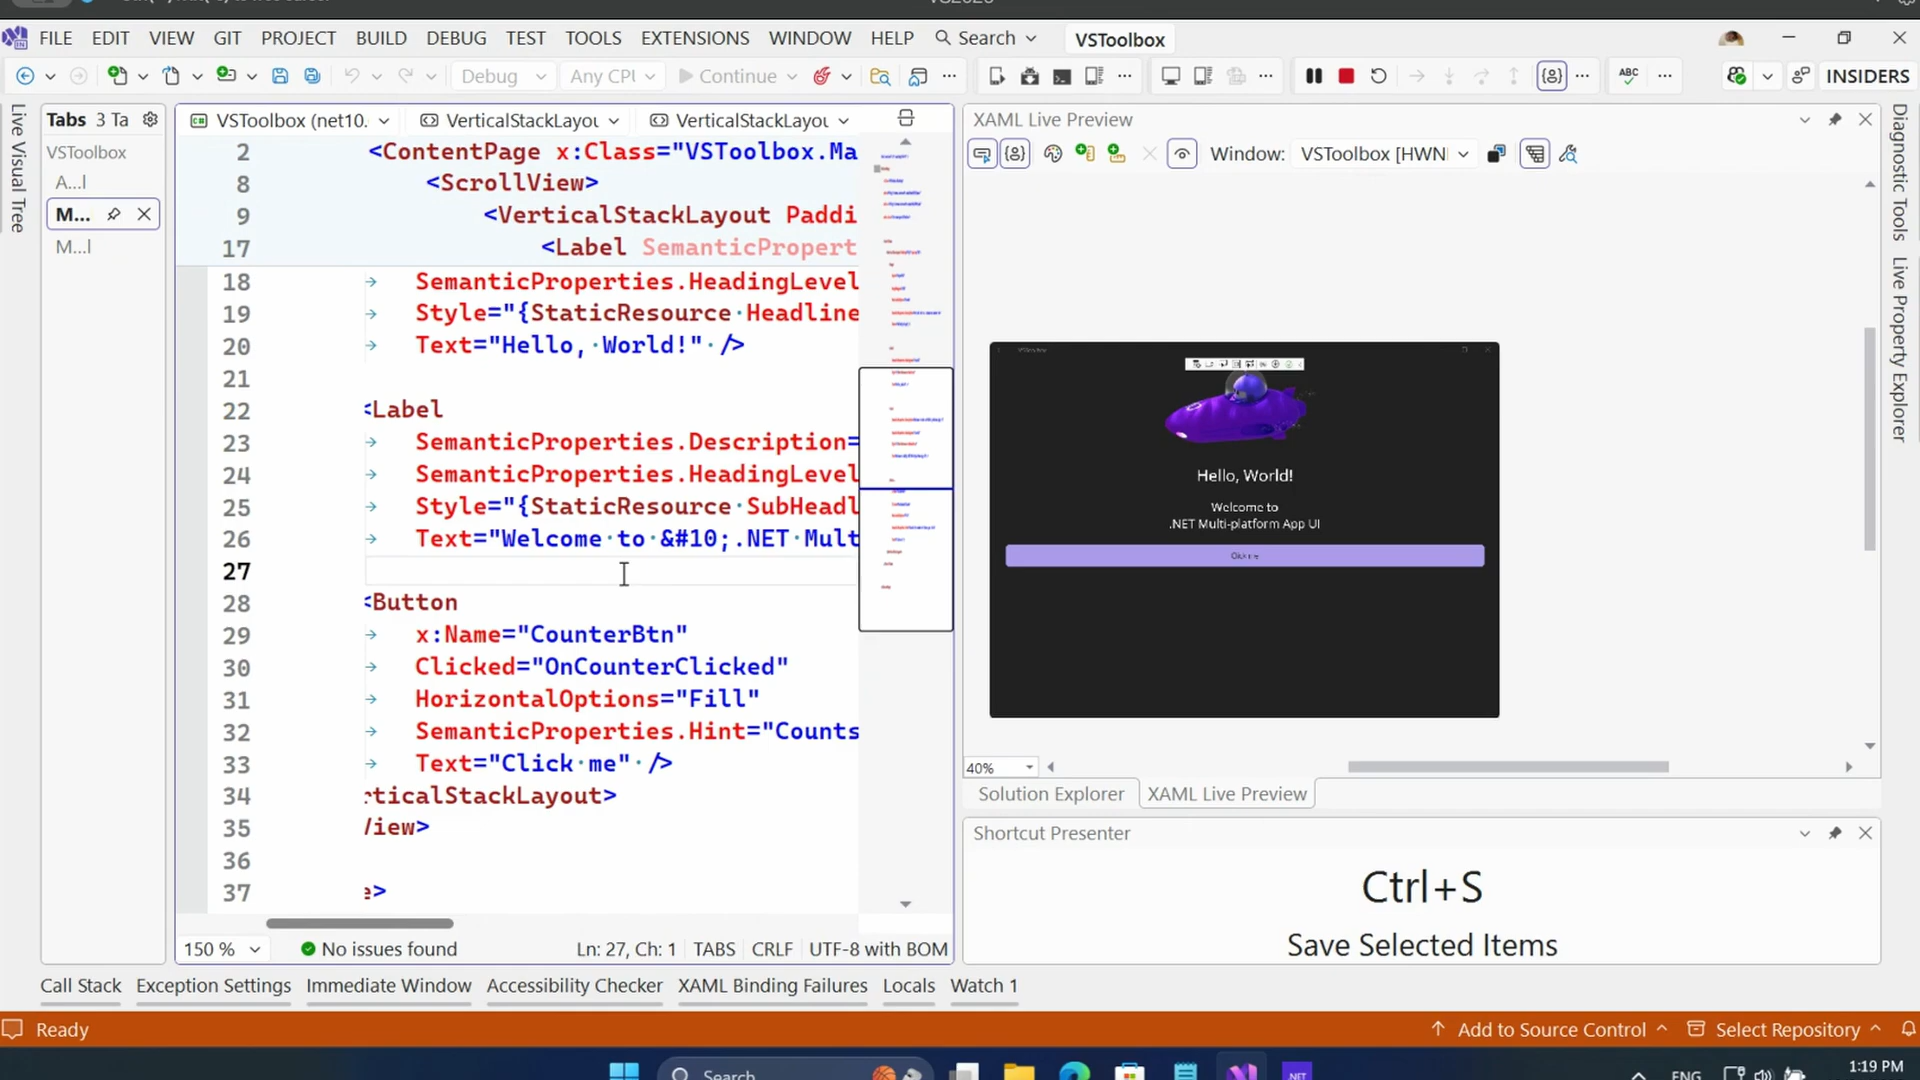 FILE EDIT VIEW GIT PROJECT BUILD DEBUG TEST TOOLS EXTENSIONS WINDOW HELP Search VSToolbox
Debug Any CPU Continue ABC INSIDERS
Live Visual Tree
Tabs 3 Ta
VSToolbox
A...l
M...
M...l
VSToolbox (net10. VerticalStackLayou VerticalStackLayou
2 <ContentPage x:Class="VSToolbox.Ma
8 <ScrollView>
9 <VerticalStackLayout Paddi
17 <Label SemanticPropert
18 SemanticProperties.HeadingLevel
19 Style="{StaticResource Headline
20 Text="Hello, World!" />
21
22 <Label
23 SemanticProperties.Description=
24 SemanticProperties.HeadingLevel
25 Style="{StaticResource SubHeadl
26 Text="Welcome to &#10;.NET Mult
27
28 <Button
29 x:Name="CounterBtn"
30 Clicked="OnCounterClicked"
31 HorizontalOptions="Fill"
32 SemanticProperties.Hint="Counts
33 Text="Click me" />
34 rticalStackLayout>
35 View>
36
37 e>
150 % No issues found Ln: 27, Ch: 1 TABS CRLF UTF-8 with BOM
XAML Live Preview
Window: VSToolbox [HWN
Hello, World!
Welcome to
.NET Multi-platform App UI
Click me
40%
Solution Explorer XAML Live Preview
Shortcut Presenter
Ctrl+S
Save Selected Items
Diagnostic Tools
Live Property Explorer
Call Stack Exception Settings Immediate Window Accessibility Checker XAML Binding Failures Locals Watch 1
Ready Add to Source Control Select Repository
Search .NET ENG 1:19 PM